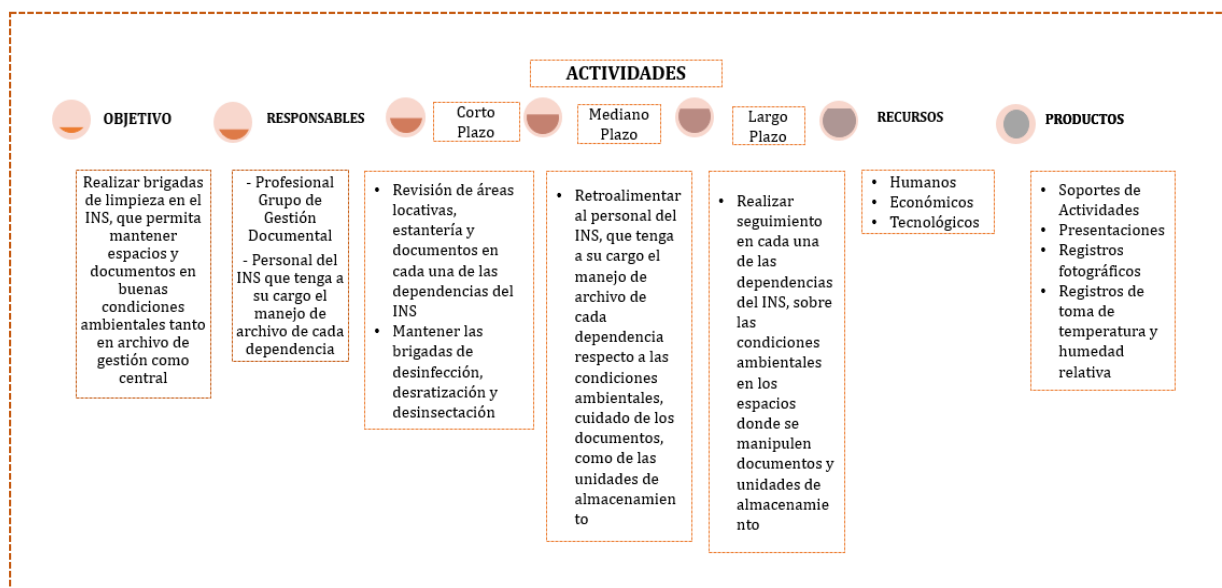 ACTIVIDADES
OBJETIVO
RESPONSABLES
Corto
Plazo
Mediano
Plazo
Largo
Plazo
RECURSOS
PRODUCTOS
Realizar brigadas
de limpieza en el
INS, que permita
mantener
espacios y
documentos en
buenas
condiciones
ambientales tanto
en archivo de
gestión como
central
- Profesional
Grupo de
Gestión
Documental
- Personal del
INS que tenga a
su cargo el
manejo de
archivo de cada
dependencia
• Revisión de áreas
locativas,
estantería y
documentos en
cada una de las
dependencias del
INS
• Mantener las
brigadas de
desinfección,
desratización y
desinsectación
• Retroalimentar
al personal del
INS, que tenga
a su cargo el
manejo de
archivo de
cada
dependencia
respecto a las
condiciones
ambientales,
cuidado de los
documentos,
como de las
unidades de
almacenamien
to
• Realizar
seguimiento
en cada una
de las
dependencias
del INS, sobre
las
condiciones
ambientales
en los
espacios
donde se
manipulen
documentos y
unidades de
almacenamie
nto
• Humanos
• Económicos
• Tecnológicos
• Soportes de
Actividades
• Presentaciones
• Registros
fotográficos
• Registros de
toma de
temperatura y
humedad
relativa